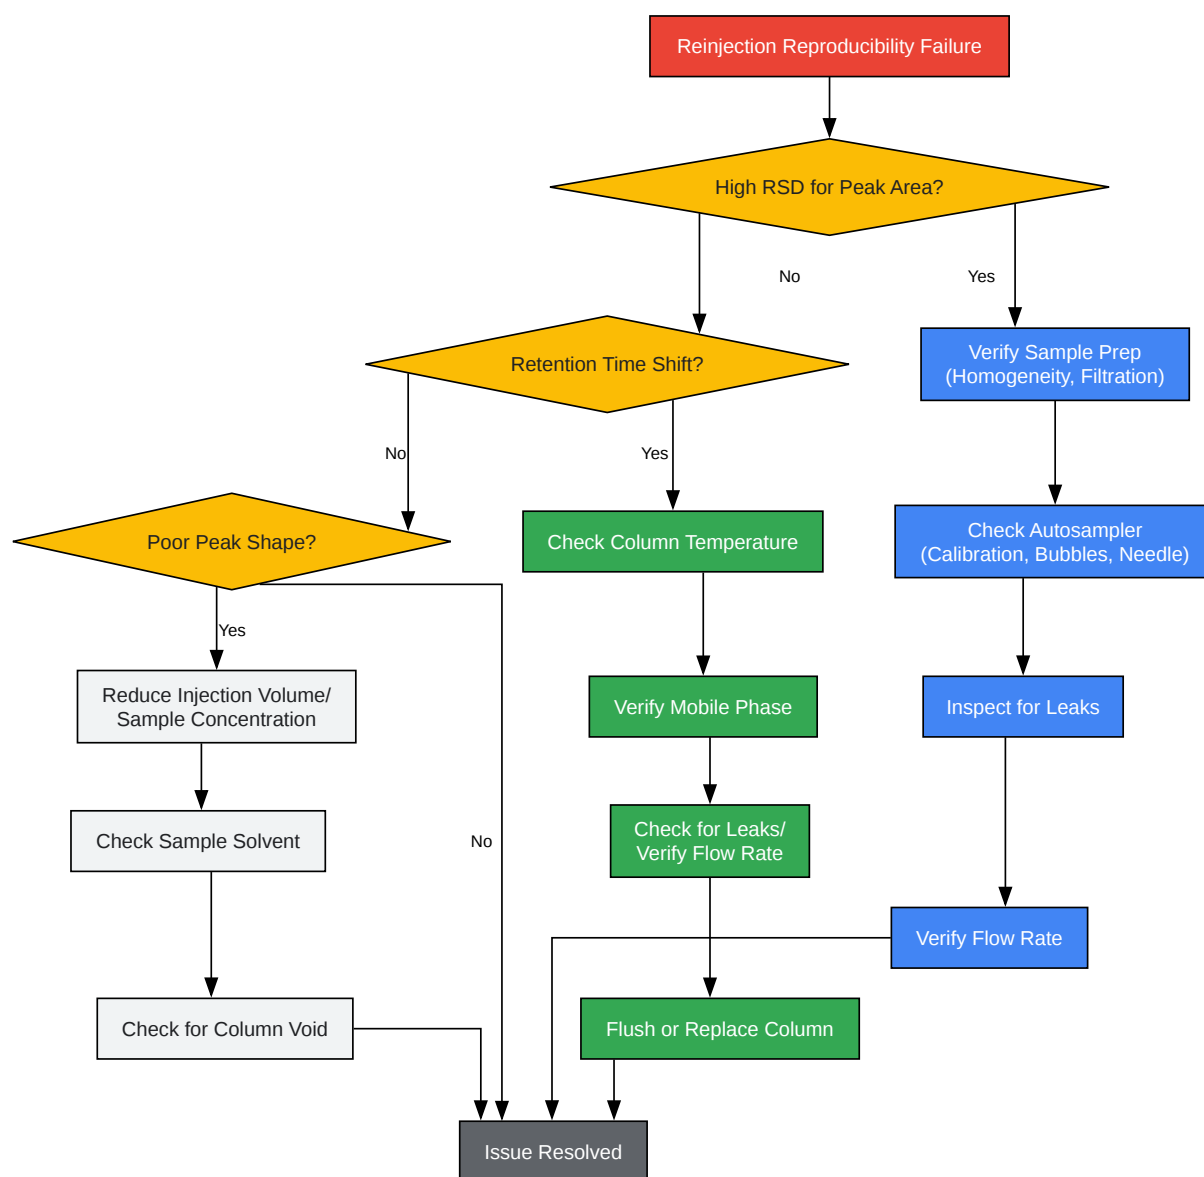 Reinjection Reproducibility Failure
High RSD for Peak Area?
No
Yes
Retention Time Shift?
Verify Sample Prep
(Homogeneity, Filtration)
No
Yes
Poor Peak Shape?
Check Column Temperature
Check Autosampler
(Calibration, Bubbles, Needle)
Yes
Reduce Injection Volume/
Sample Concentration
Verify Mobile Phase
Inspect for Leaks
Check Sample Solvent
No
Check for Leaks/
Verify Flow Rate
Verify Flow Rate
Check for Column Void
Flush or Replace Column
Issue Resolved